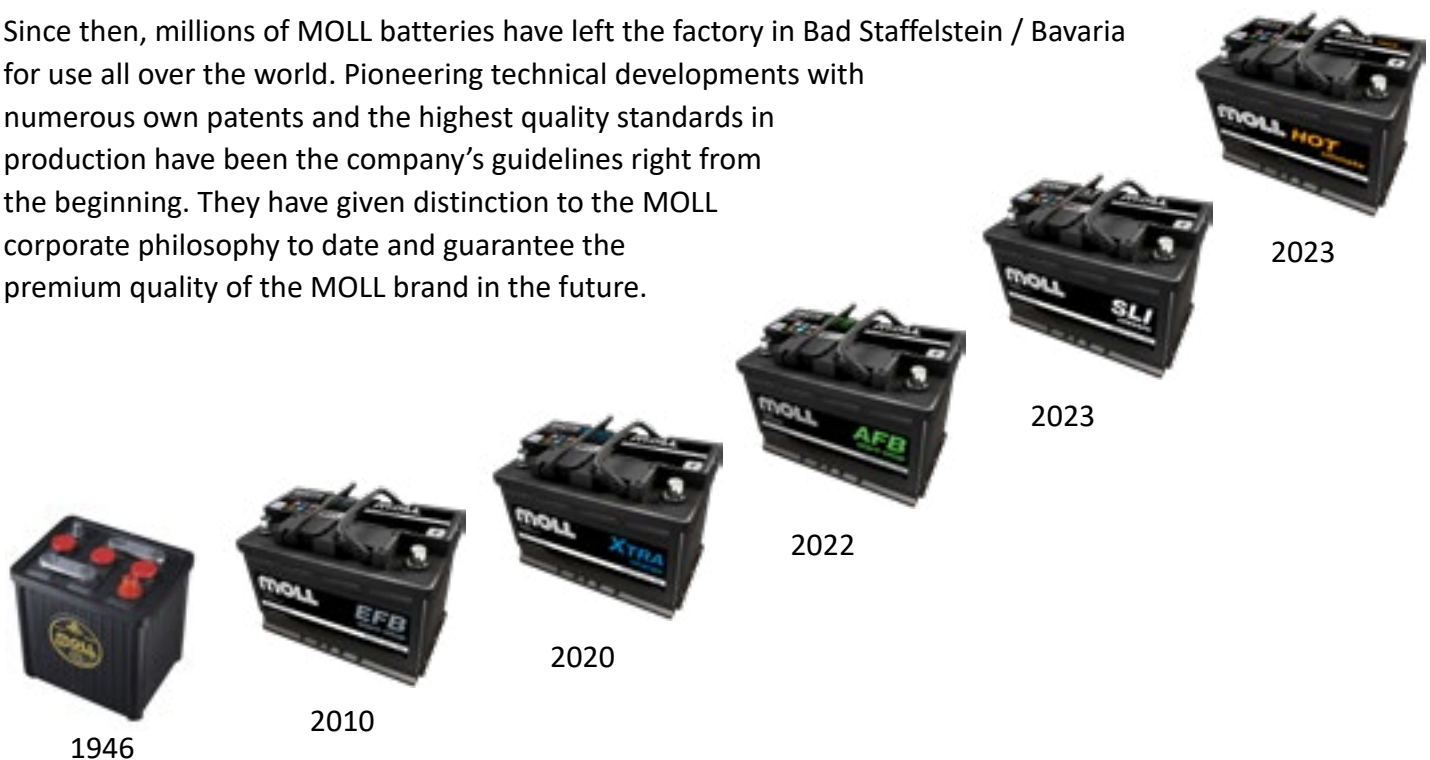 Since then, millions of MOLL batteries have left the factory in Bad Staffelstein / Bavaria
for use all over the world. Pioneering technical developments with
numerous own patents and the highest quality standards in
production have been the company’s guidelines right from
the beginning. They have given distinction to the MOLL
corporate philosophy to date and guarantee the
premium quality of the MOLL brand in the future.
MOLL HOT
2023
MOLL
SLI
2023
MOLL
AFB
2022
MOLL
XTRA
2020
MOLL
EFB
2010
MOLL
1946